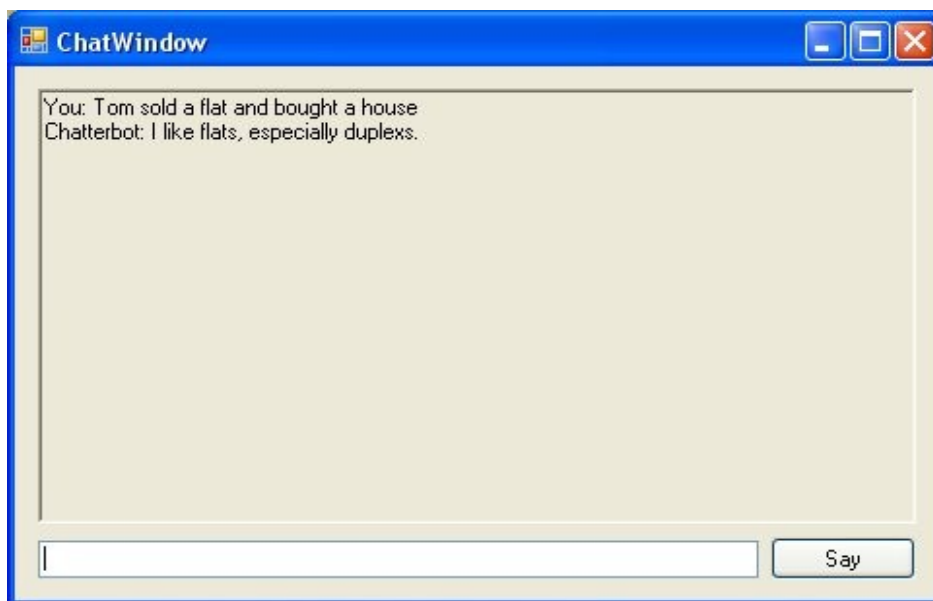 ChatWindow
You: Tom sold a flat and bought a house
Chatterbot: I like flats, especially duplexs.
Say